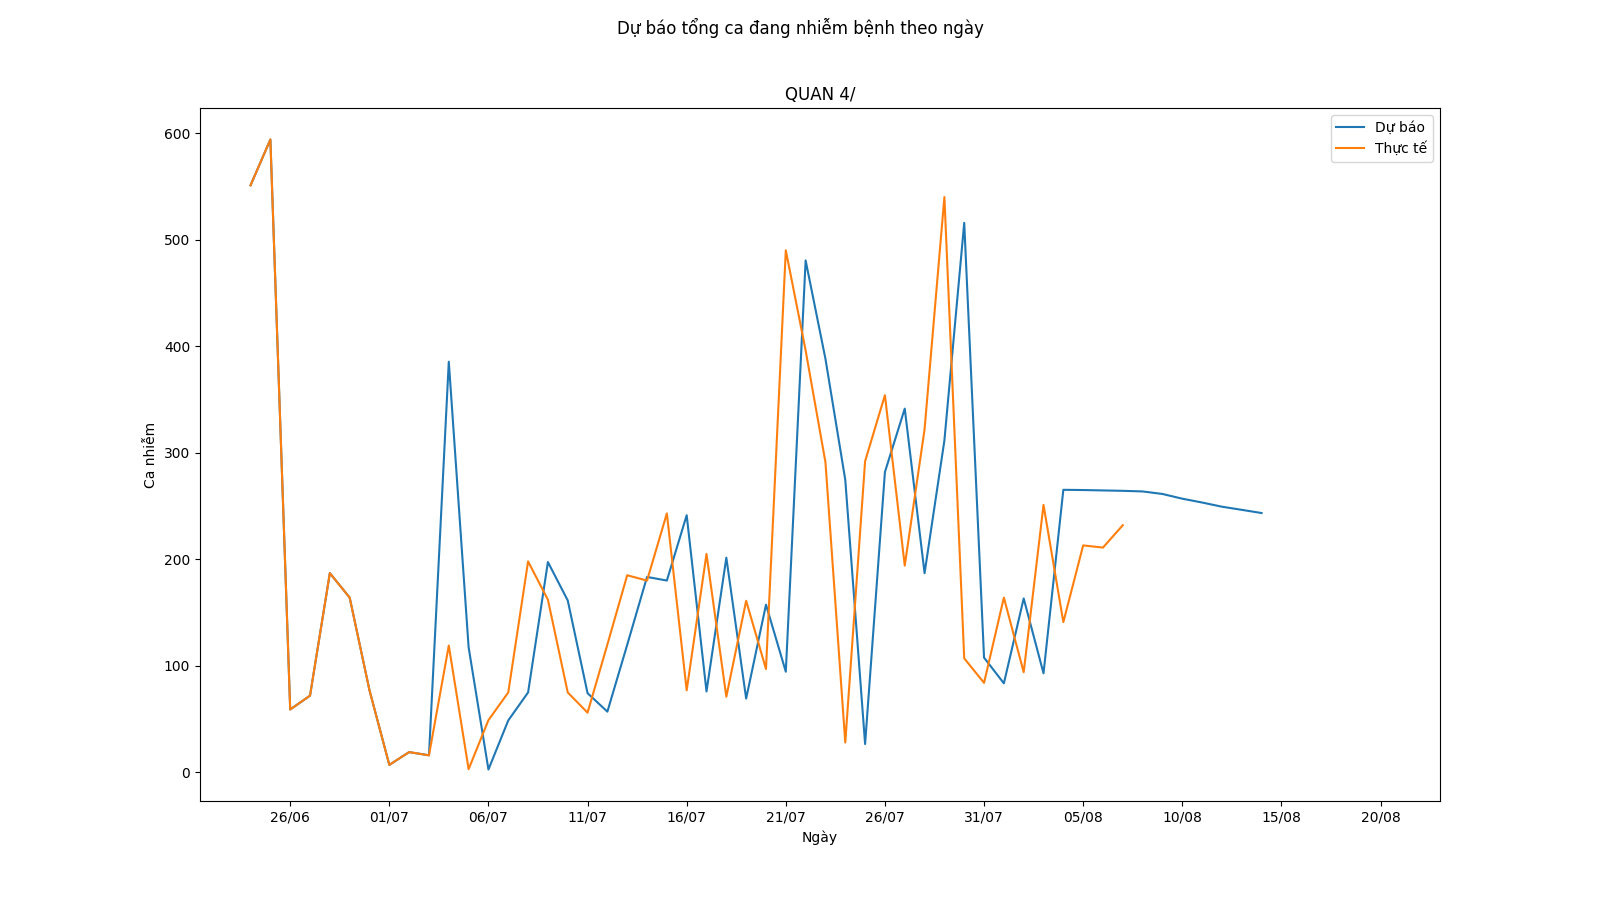 Dự báo tổng ca đang nhiễm bệnh theo ngày
QUAN 4/
Dự báo
Thực tế
Ca nhiễm
600
500
400
300
200
100
0
26/06 01/07 06/07 11/07 16/07 21/07 26/07 31/07 05/08 10/08 15/08 20/08
Ngày